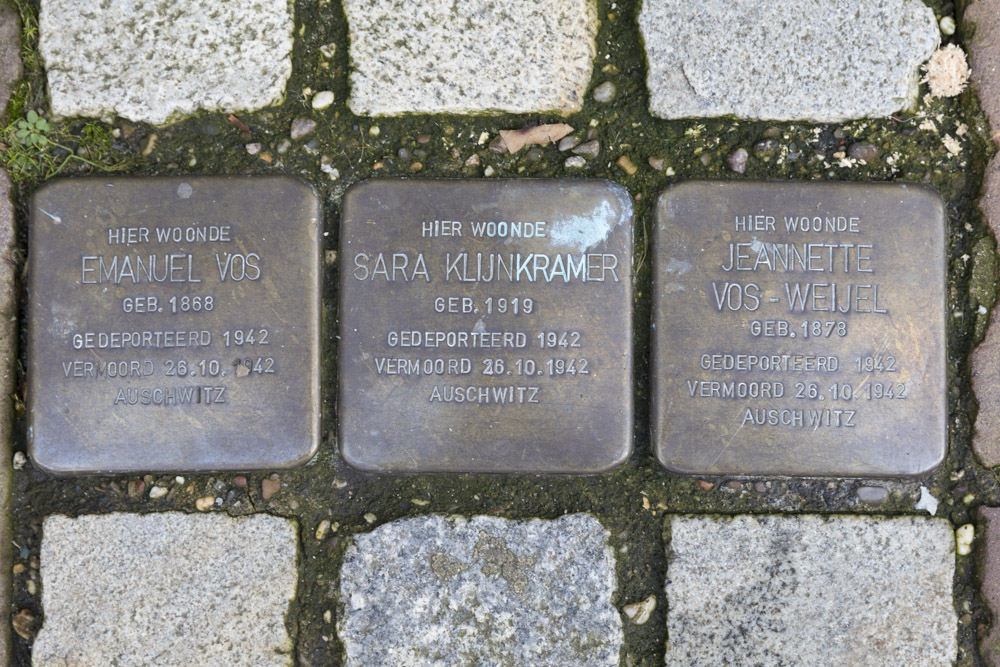 HIER WOONDE
EMANUEL VOS
GEB. 1868
GEDEPORTEERD 1942
VERMOORD 26.10.1942
AUSCHWITZ
HIER WOONDE
SARA KLIJNKRAMER
GEB. 1919
GEDEPORTEERD 1942
VERMOORD 26.10.1942
AUSCHWITZ
HIER WOONDE
JEANNETTE
VOS-WEIJEL
GEB. 1878
GEDEPORTEERD 1942
VERMOORD 26.10.1942
AUSCHWITZ